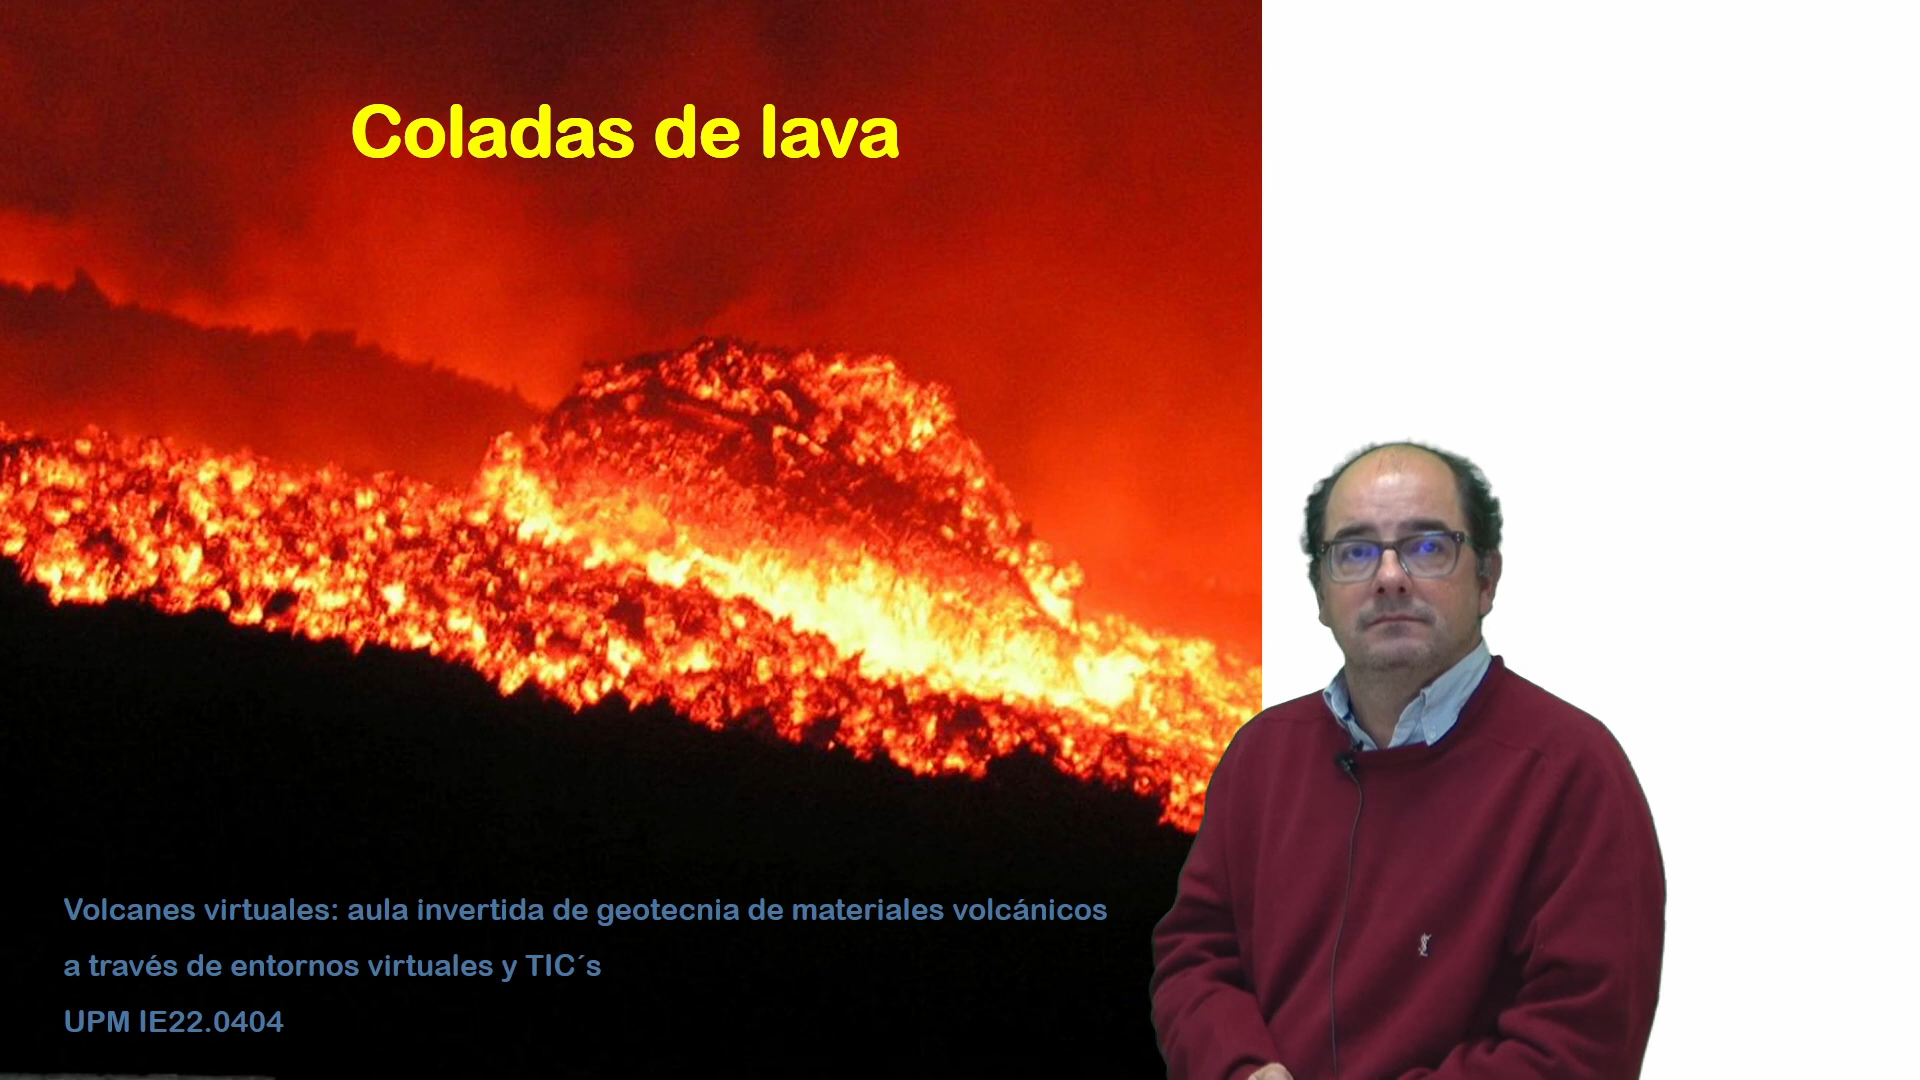 Coladas de lava
Volcanes virtuales: aula invertida de geotecnia de materiales volcánicos
a través de entornos virtuales y TIC´s
UPM IE22.0404